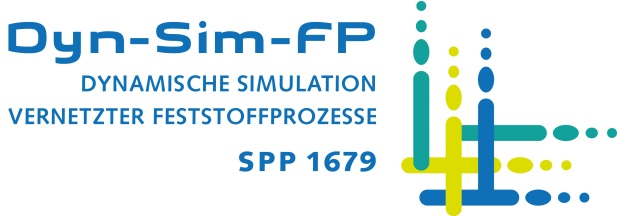 Dyn-Sim-FP
DYNAMISCHE SIMULATION
VERNETZTER FESTSTOFFPROZESSE
SPP 1679